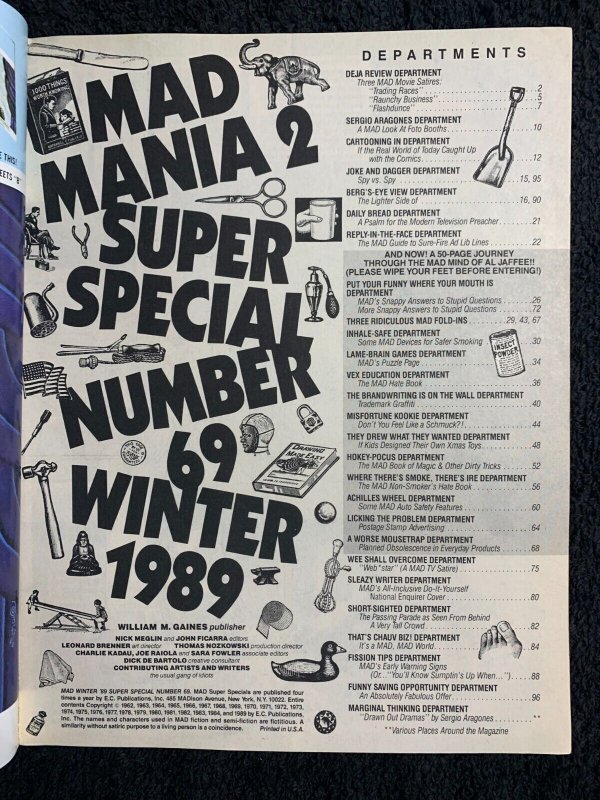 E THIS!
EETS "B
1000 THINGS
WORTH KNOWING
MAD
MANIA 2
SUPER
SPECIAL
NUMBER
69
WINTER
1989
DRAWING
MADE EASY
WILLIAM M. GAINES publisher
NICK MEGLIN and JOHN FICARRA editors
LEONARD BRENNER art director THOMAS NOZKOWSKI production director
CHARLIE KADAU, JOE RAIOLA and SARA FOWLER associate editors
DICK DE BARTOLO creative consultant
CONTRIBUTING ARTISTS AND WRITERS
the usual gang of idiots
MAD WINTER '89 SUPER SPECIAL NUMBER 69. MAD Super Specials are published four
times a year by E.C. Publications, Inc. 485 MADison Avenue, New York, N.Y. 10022. Entire
contents Copyright © 1962, 1963, 1964, 1965, 1966, 1967, 1968, 1969, 1970, 1971, 1972, 1973,
1974, 1975, 1976, 1977, 1978, 1979, 1980, 1981, 1982, 1983, 1984, and 1989 by E.C. Publications,
Inc. The names and characters used in MAD fiction and semi-fiction are fictitious. A
similarity without satiric purpose to a living person is a coincidence. Printed in U.S.A.
DEPARTMENTS
DEJA REVIEW DEPARTMENT
Three MAD Movie Satires:
"Trading Races" 2
"Raunchy Business" 5
"Flashdunce" 7
SERGIO ARAGONES DEPARTMENT
A MAD Look At Foto Booths 10
CARTOONING IN DEPARTMENT
If the Real World of Today Caught Up
with the Comics 12
JOKE AND DAGGER DEPARTMENT
Spy vs. Spy 15, 95
BERG'S-EYE VIEW DEPARTMENT
The Lighter Side of 16, 90
DAILY BREAD DEPARTMENT
A Psalm for the Modern Television Preacher 21
REPLY-IN-THE-FACE DEPARTMENT
The MAD Guide to Sure-Fire Ad Lib Lines 22
AND NOW! A 50-PAGE JOURNEY
THROUGH THE MAD MIND OF AL JAFFEE!!
(PLEASE WIPE YOUR FEET BEFORE ENTERING!)
PUT YOUR FUNNY WHERE YOUR MOUTH IS
DEPARTMENT
MAD's Snappy Answers to Stupid Questions 26
More Snappy Answers to Stupid Questions 72
THREE RIDICULOUS MAD FOLD-INS 29, 43, 67
INHALE-SAFE DEPARTMENT
Some MAD Devices for Safer Smoking 30
INSECT
POWDER
LAME-BRAIN GAMES DEPARTMENT
MAD's Puzzle Page 34
VEX EDUCATION DEPARTMENT
The MAD Hate Book 36
THE BRANDWRITING IS ON THE WALL DEPARTMENT
Trademark Graffiti 40
MISFORTUNE KOOKIE DEPARTMENT
Don't You Feel Like a Schmuck?! 44
THEY DREW WHAT THEY WANTED DEPARTMENT
If Kids Designed Their Own Xmas Toys 48
HOKEY-POCUS DEPARTMENT
The MAD Book of Magic & Other Dirty Tricks 52
WHERE THERE'S SMOKE, THERE'S IRE DEPARTMENT
The MAD Non-Smoker's Hate Book 56
ACHILLES WHEEL DEPARTMENT
Some MAD Auto Safety Features 60
LICKING THE PROBLEM DEPARTMENT
Postage Stamp Advertising 64
A WORSE MOUSETRAP DEPARTMENT
Planned Obsolescence in Everyday Products 68
WEE SHALL OVERCOME DEPARTMENT
"Web*star" (A MAD TV Satire) 75
SLEAZY WRITER DEPARTMENT
MAD's All-Inclusive Do-It-Yourself
National Enquirer Cover 80
SHORT-SIGHTED DEPARTMENT
The Passing Parade as Seen From Behind
A Very Tall Crowd 82
THAT'S CHAUV BIZ! DEPARTMENT
It's a MAD, MAD World 84
FISSION TIPS DEPARTMENT
MAD's Early Warning Signs
(Or..."You'll Know Sumptin's Up When...") 88
FUNNY SAVING OPPORTUNITY DEPARTMENT
An Absolutely Fabulous Offer 96
MARGINAL THINKING DEPARTMENT
"Drawn Out Dramas" by Sergio Aragones **
**Various Places Around the Magazine